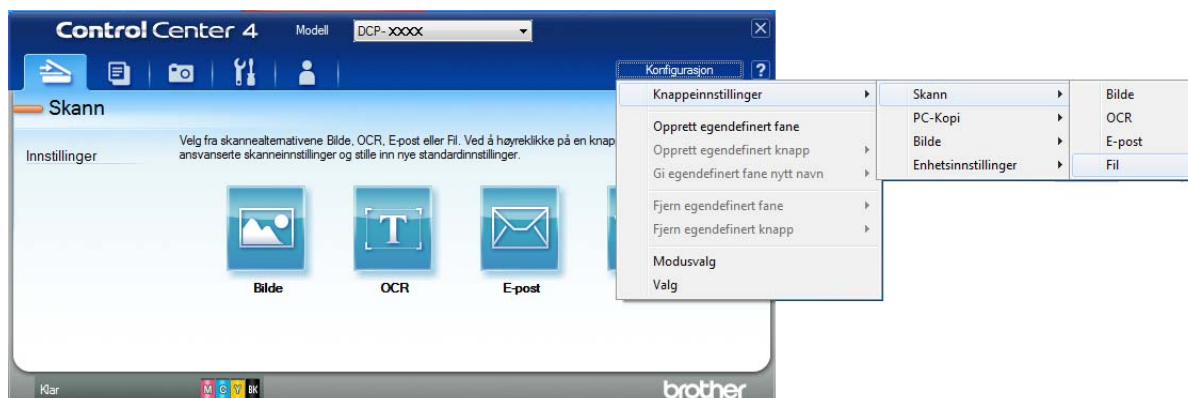 Control Center 4
Modell
DCP-XXXX
Konfigurasjon
?
Skann
Innstillinger
Velg fra skannealternativene Bilde, OCR, E-post eller Fil. Ved å høyreklikke på en knap
ansvanserte skanneinnstillinger og stille inn nye standardinnstillinger.
Bilde
OCR
E-post
Knappeinnstillinger
Opprett egendefinert fane
Opprett egendefinert knapp
Gi egendefinert fane nytt navn
Fjern egendefinert fane
Fjern egendefinert knapp
Modusvalg
Valg
Skann
PC-Kopi
Bilde
Enhetsinnstillinger
Bilde
OCR
E-post
Fil
Klar
M C Y BK
brother